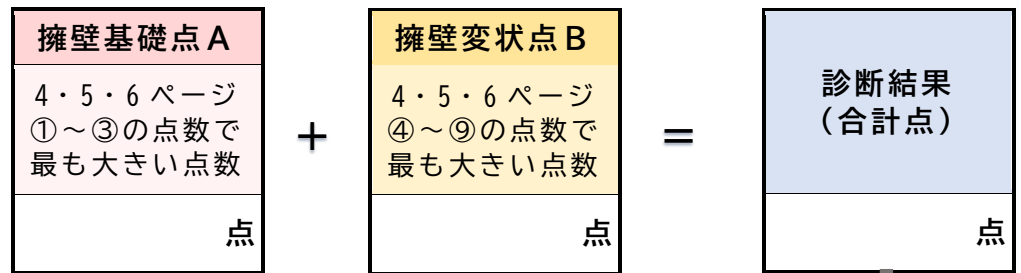 擁壁基礎点A
4・5・6 ページ
①～③の点数で
最も大きい点数
点
+
擁壁変状点B
4・5・6 ページ
④～⑨の点数で
最も大きい点数
点
=
診断結果
（合計点）
点